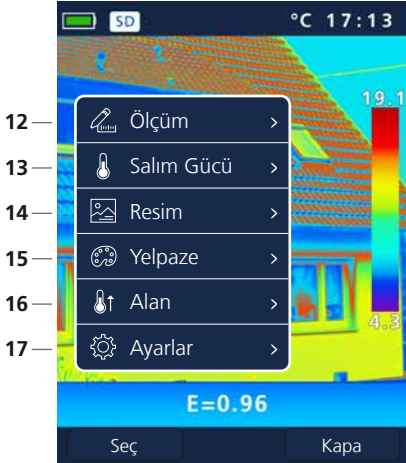 SD °C 17:13
19.1
12 Ölçüm >
13 Salım Gücü >
14 Resim >
15 Yelpaze >
16 Alan >
4.3
17 Ayarlar >
E=0.96
Seç Kapa